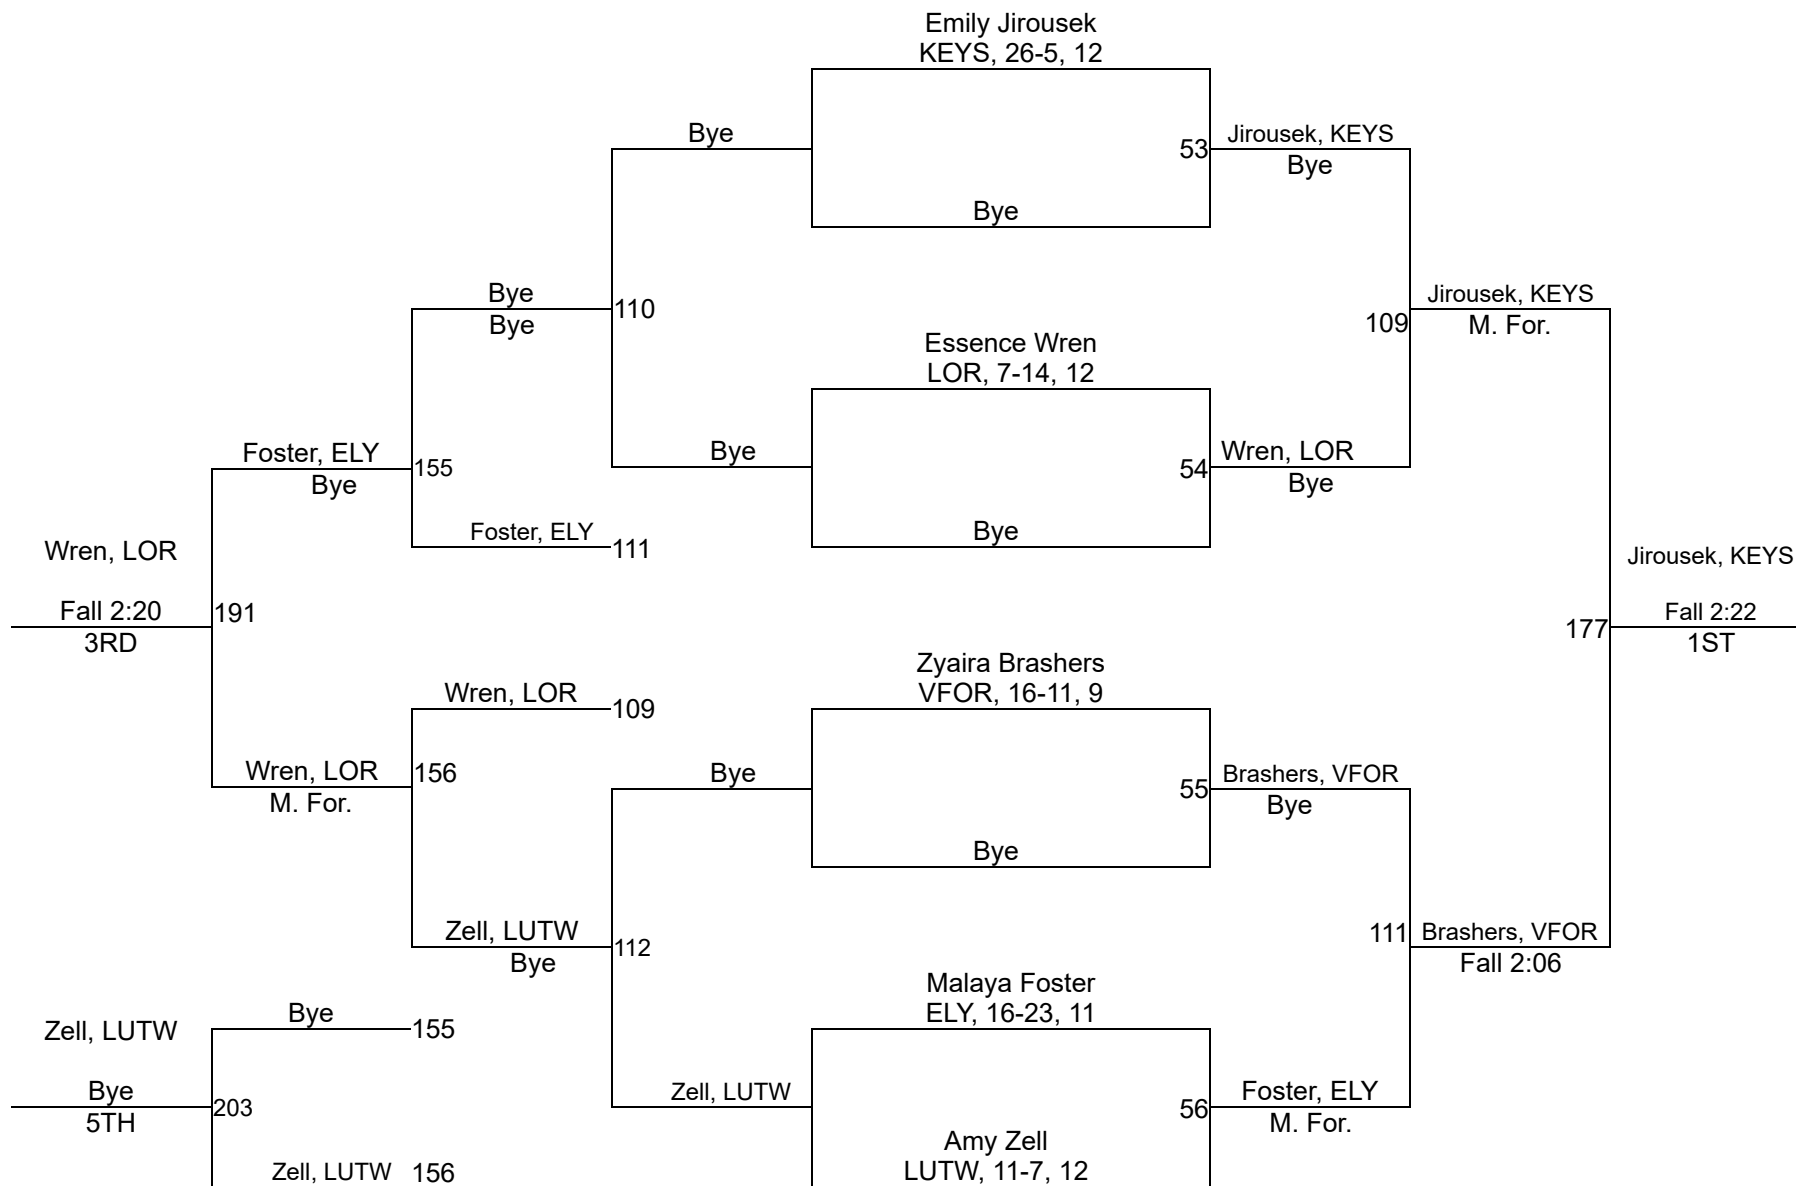 Emily Jirousek
KEYS, 26-5, 12
Bye
53
Jirousek, KEYS
Bye
Bye
Bye
Bye
110
Jirousek, KEYS
109
M. For.
Essence Wren
LOR, 7-14, 12
Foster, ELY
155
Bye
Bye
54
Wren, LOR
Bye
Foster, ELY
111
Bye
Wren, LOR
Jirousek, KEYS
Fall 2:20
191
3RD
Fall 2:22
177
1ST
Zyaira Brashers
VFOR, 16-11, 9
Wren, LOR
109
Wren, LOR
156
M. For.
Bye
55
Brashers, VFOR
Bye
Bye
Zell, LUTW
112
Bye
111
Brashers, VFOR
Fall 2:06
Malaya Foster
ELY, 16-23, 11
Bye
155
Zell, LUTW
Bye
203
5TH
Zell, LUTW
56
Foster, ELY
M. For.
Amy Zell
LUTW, 11-7, 12
Zell, LUTW
156